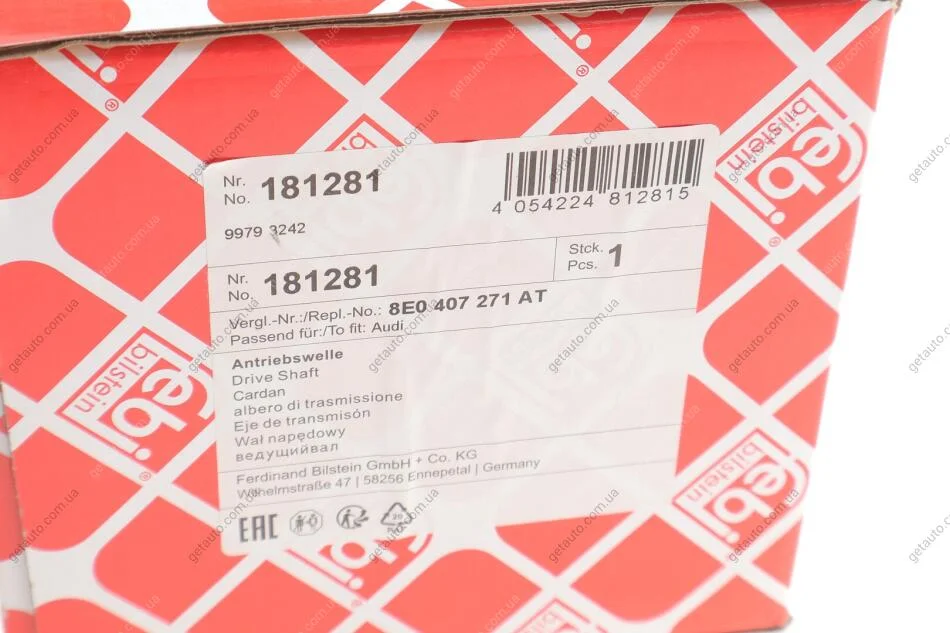 Nr.
No. 181281
4 054224 812815
9979 3242
Nr.
No. 181281
Stck.
Pcs. 1
Vergl.-Nr.:/Repl.-No.: 8E0 407 271 AT
Passend für:/To fit: Audi
Antriebswelle
Drive Shaft
Cardan
albero di trasmissione
Eje de transmisón
Wał napędowy
ведущийвал
Ferdinand Bilstein GmbH + Co. KG
Wilhelmstraße 47 | 58256 Ennepetal | Germany
EAC
febi
bilstein
febi
bilstein
febi
bilstein
getauto.com.ua